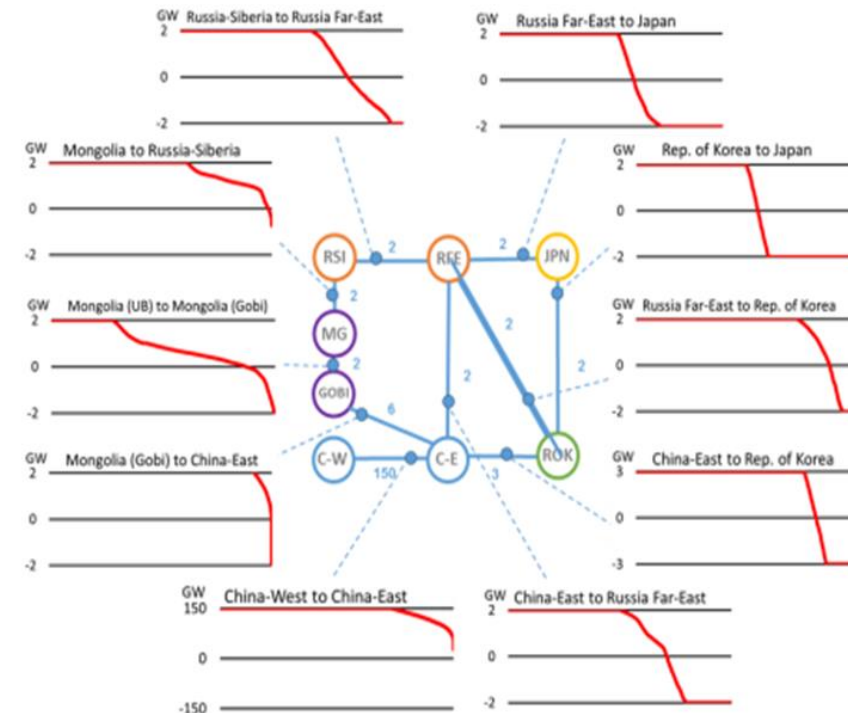 GW Russia-Siberia to Russia Far-East
2
0
-2
GW Russia Far-East to Japan
2
0
-2
GW Mongolia to Russia-Siberia
2
0
-2
GW Rep. of Korea to Japan
2
0
-2
GW Mongolia (UB) to Mongolia (Gobi)
2
0
-2
GW Russia Far-East to Rep. of Korea
2
0
-2
GW Mongolia (Gobi) to China-East
2
0
-2
GW China-East to Rep. of Korea
3
0
-3
GW China-West to China-East
150
0
-150
GW China-East to Russia Far-East
2
0
-2
RSI 2 RFE 2 JPN
2
MG
2
2
2
2
GOBI
6
C-W 150 C-E 3 ROK